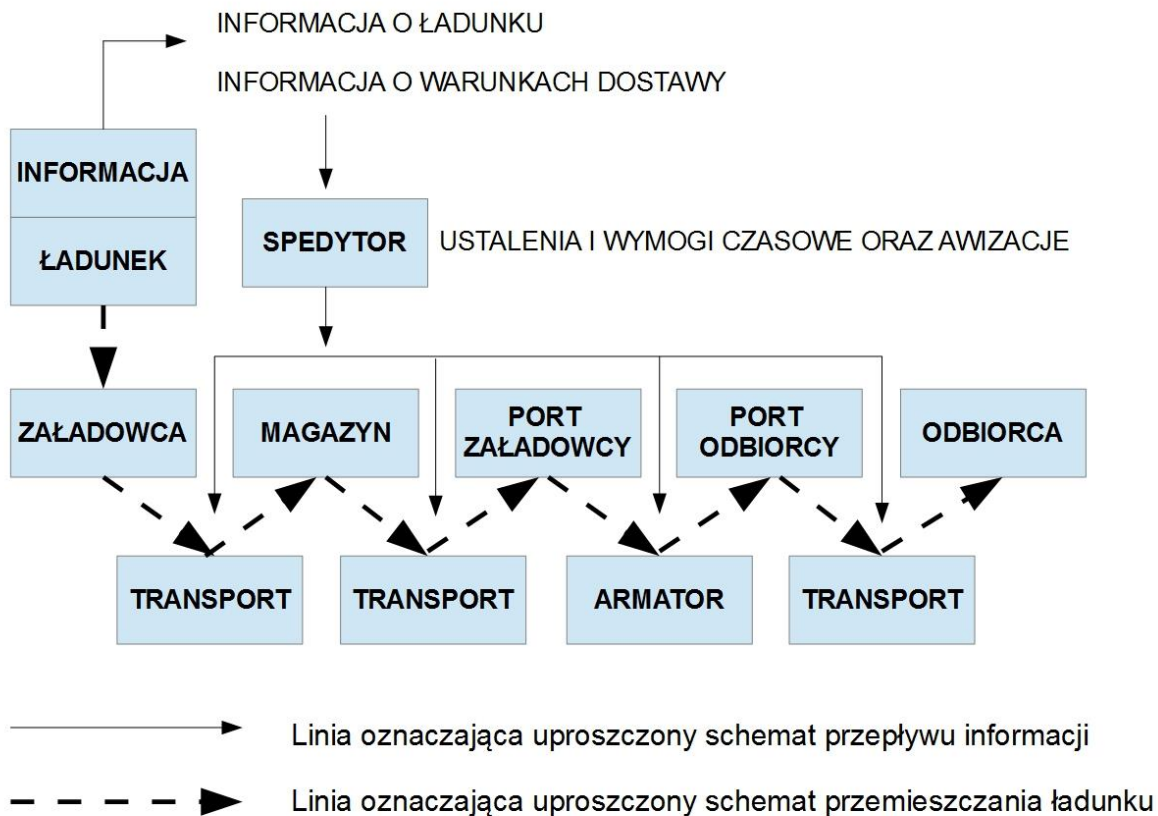 INFORMACJA O ŁADUNKU
INFORMACJA O WARUNKACH DOSTAWY
INFORMACJA
ŁADUNEK
SPEDYTOR
USTALENIA I WYMOGI CZASOWE ORAZ AWIZACJE
ZAŁADOWCA
MAGAZYN
PORT
ZAŁADOWCY
PORT
ODBIORCY
ODBIORCA
TRANSPORT
TRANSPORT
ARMATOR
TRANSPORT
Linia oznaczająca uproszczony schemat przepływu informacji
Linia oznaczająca uproszczony schemat przemieszczania ładunku